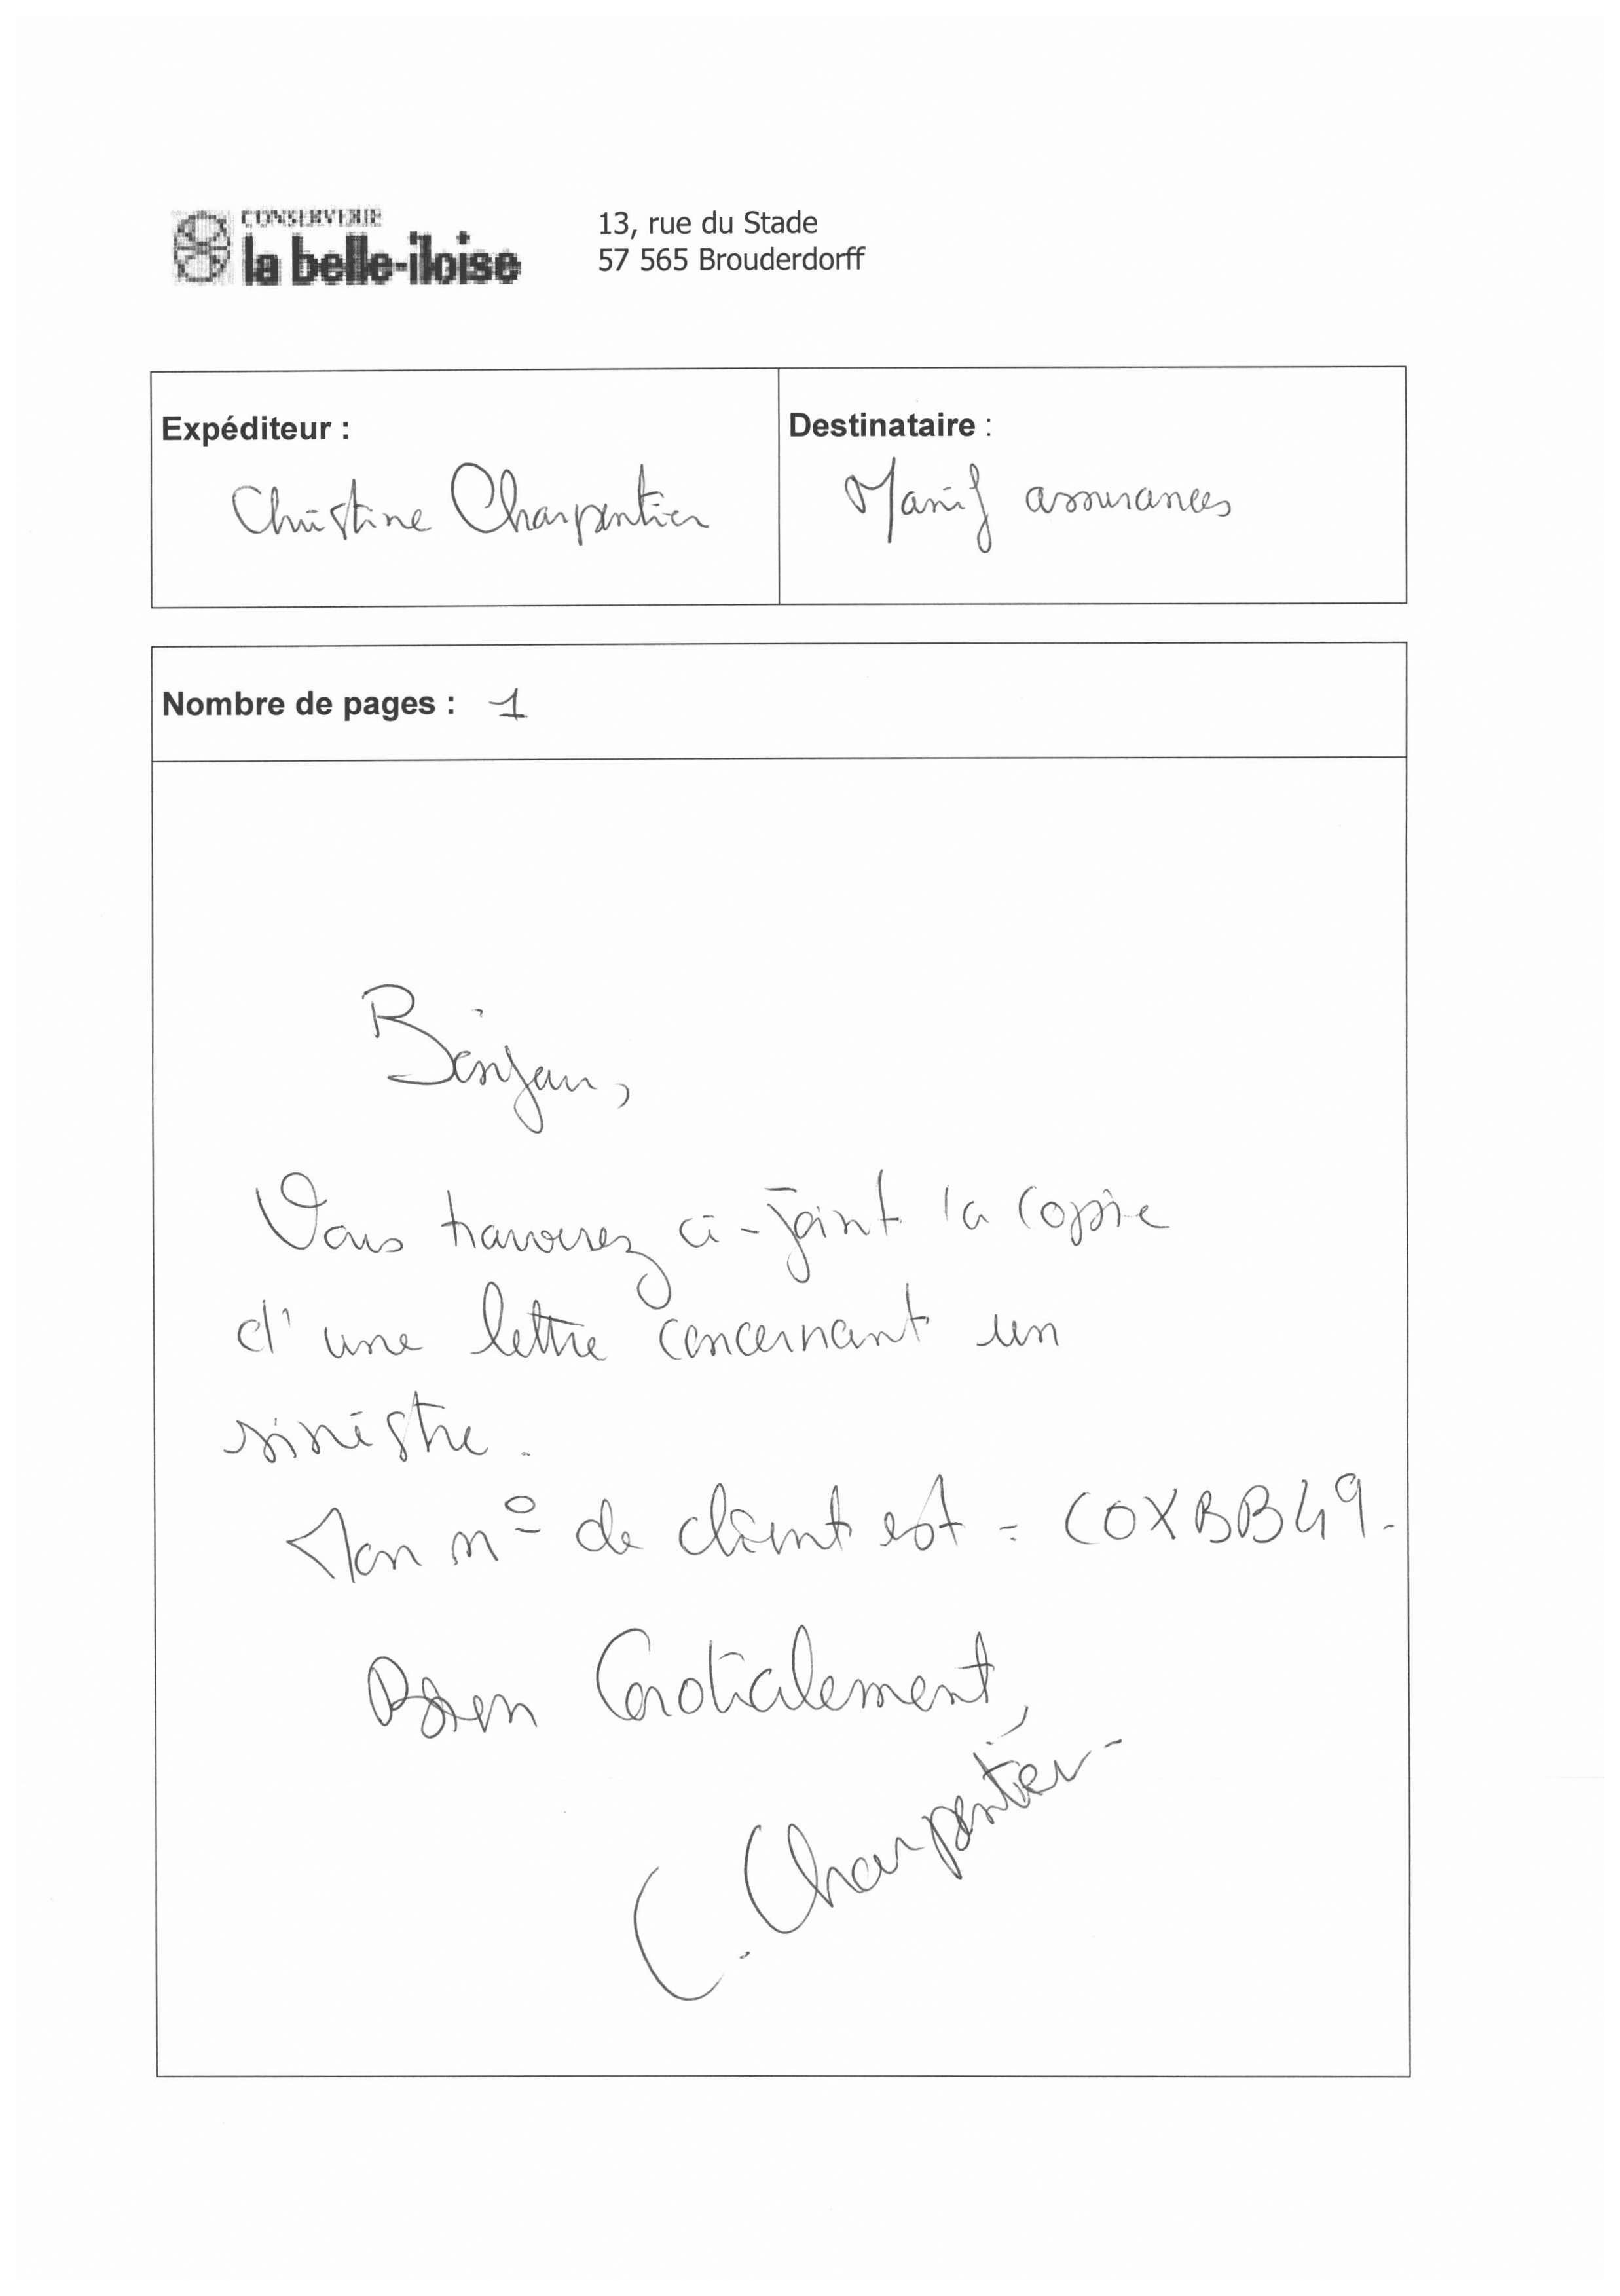 CONSERVERIE
la belle-iloise
13, rue du Stade
57 565 Brouderdorff
Expéditeur :
Christine Charpentier
Destinataire :
Manif assurances
Nombre de pages : 1
Bonjour,
Vous trouverez ci-joint la copie
d'une lettre concernant un
sinistre.
Mon n° de client est : COXBB49.
Bien Cordialement,
C. Charpentier